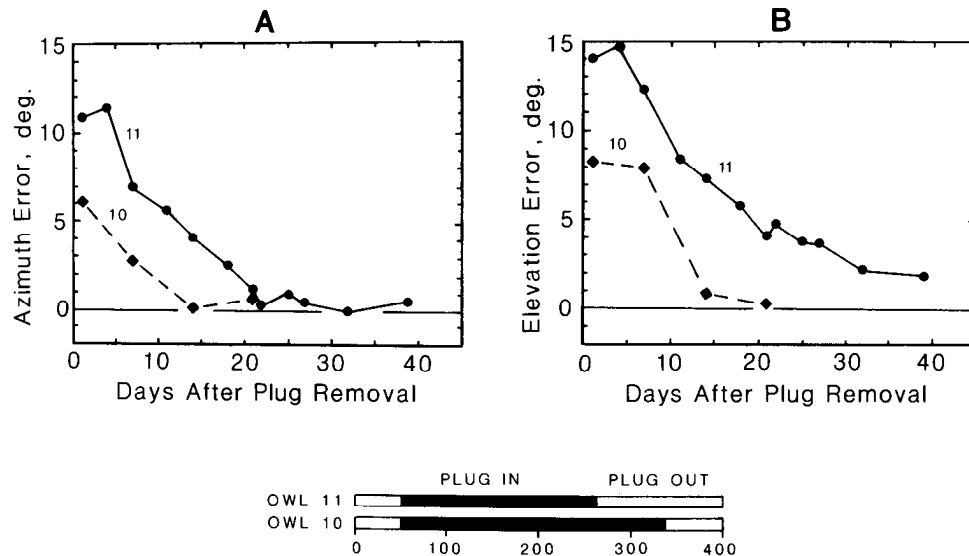 A
15
10
5
0
Azimuth Error, deg.
11
10
0 10 20 30 40
Days After Plug Removal
B
15
10
5
0
Elevation Error, deg.
10
11
0 10 20 30 40
Days After Plug Removal
PLUG IN PLUG OUT
OWL 11
OWL 10
0 100 200 300 400